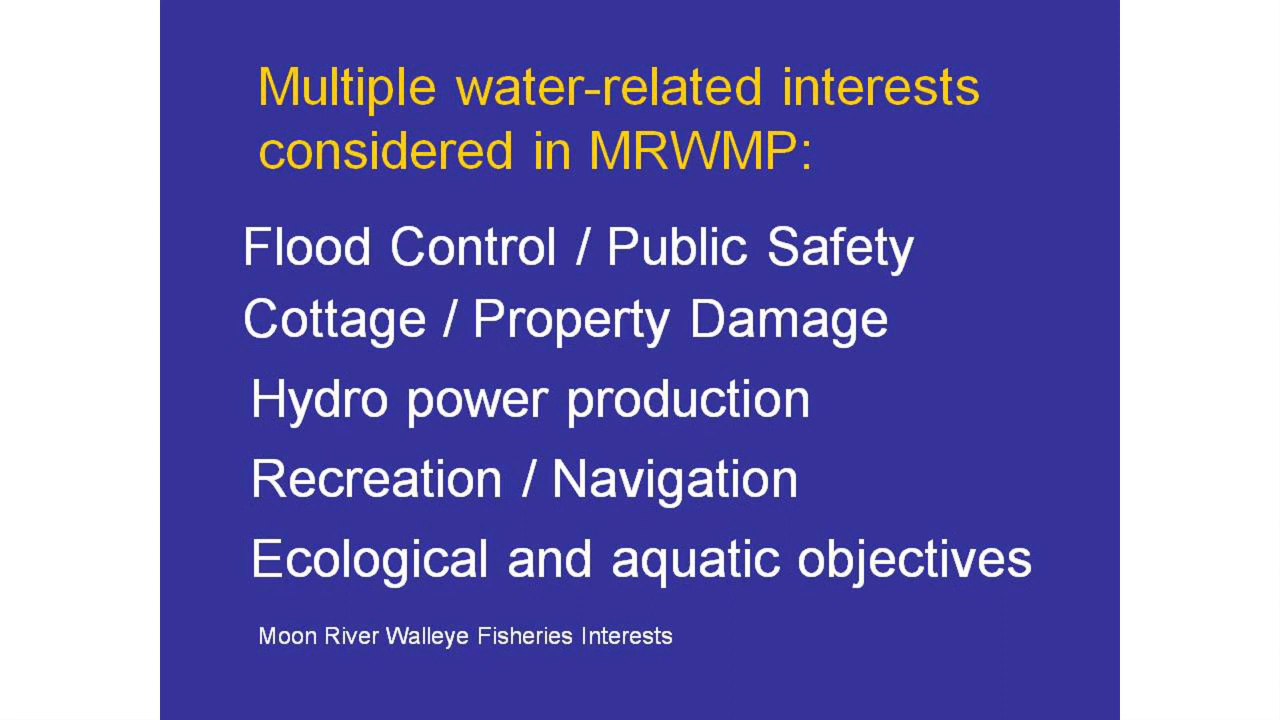 Multiple water-related interests
considered in MRWMP:
Flood Control / Public Safety
Cottage / Property Damage
Hydro power production
Recreation / Navigation
Ecological and aquatic objectives
Moon River Walleye Fisheries Interests